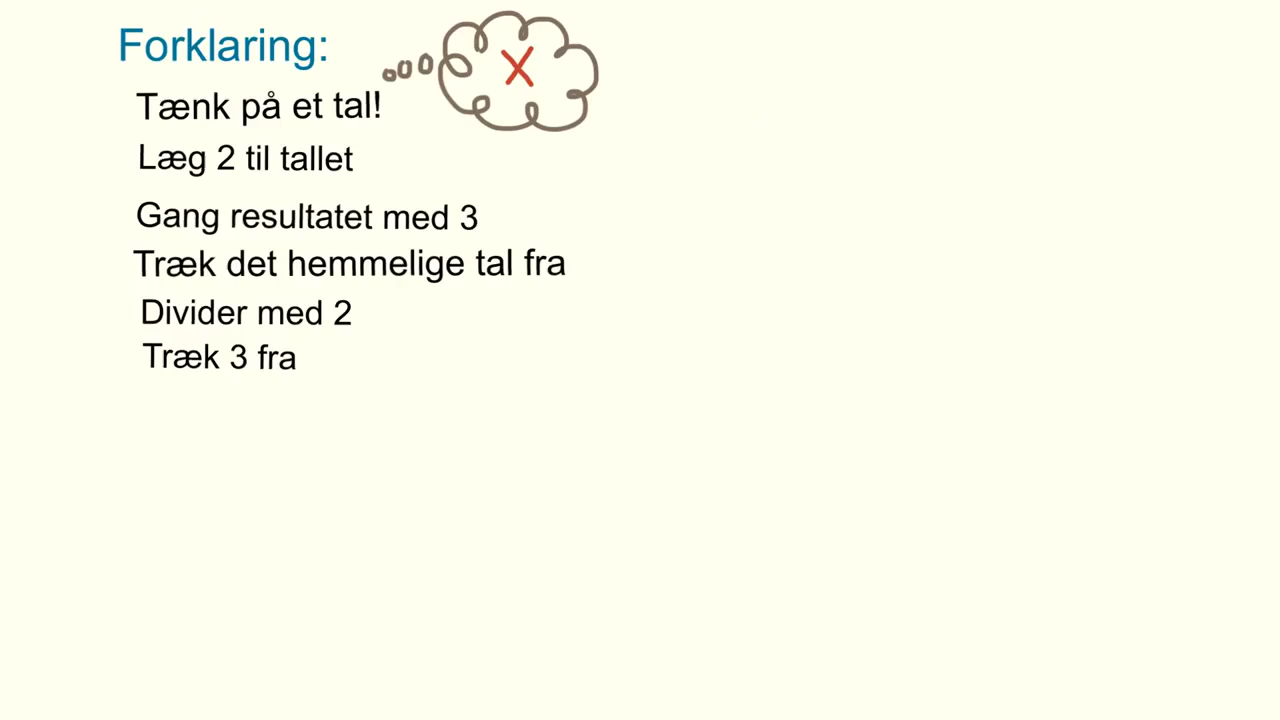 Forklaring:
X
Tænk på et tal!
Læg 2 til tallet
Gang resultatet med 3
Træk det hemmelige tal fra
Divider med 2
Træk 3 fra